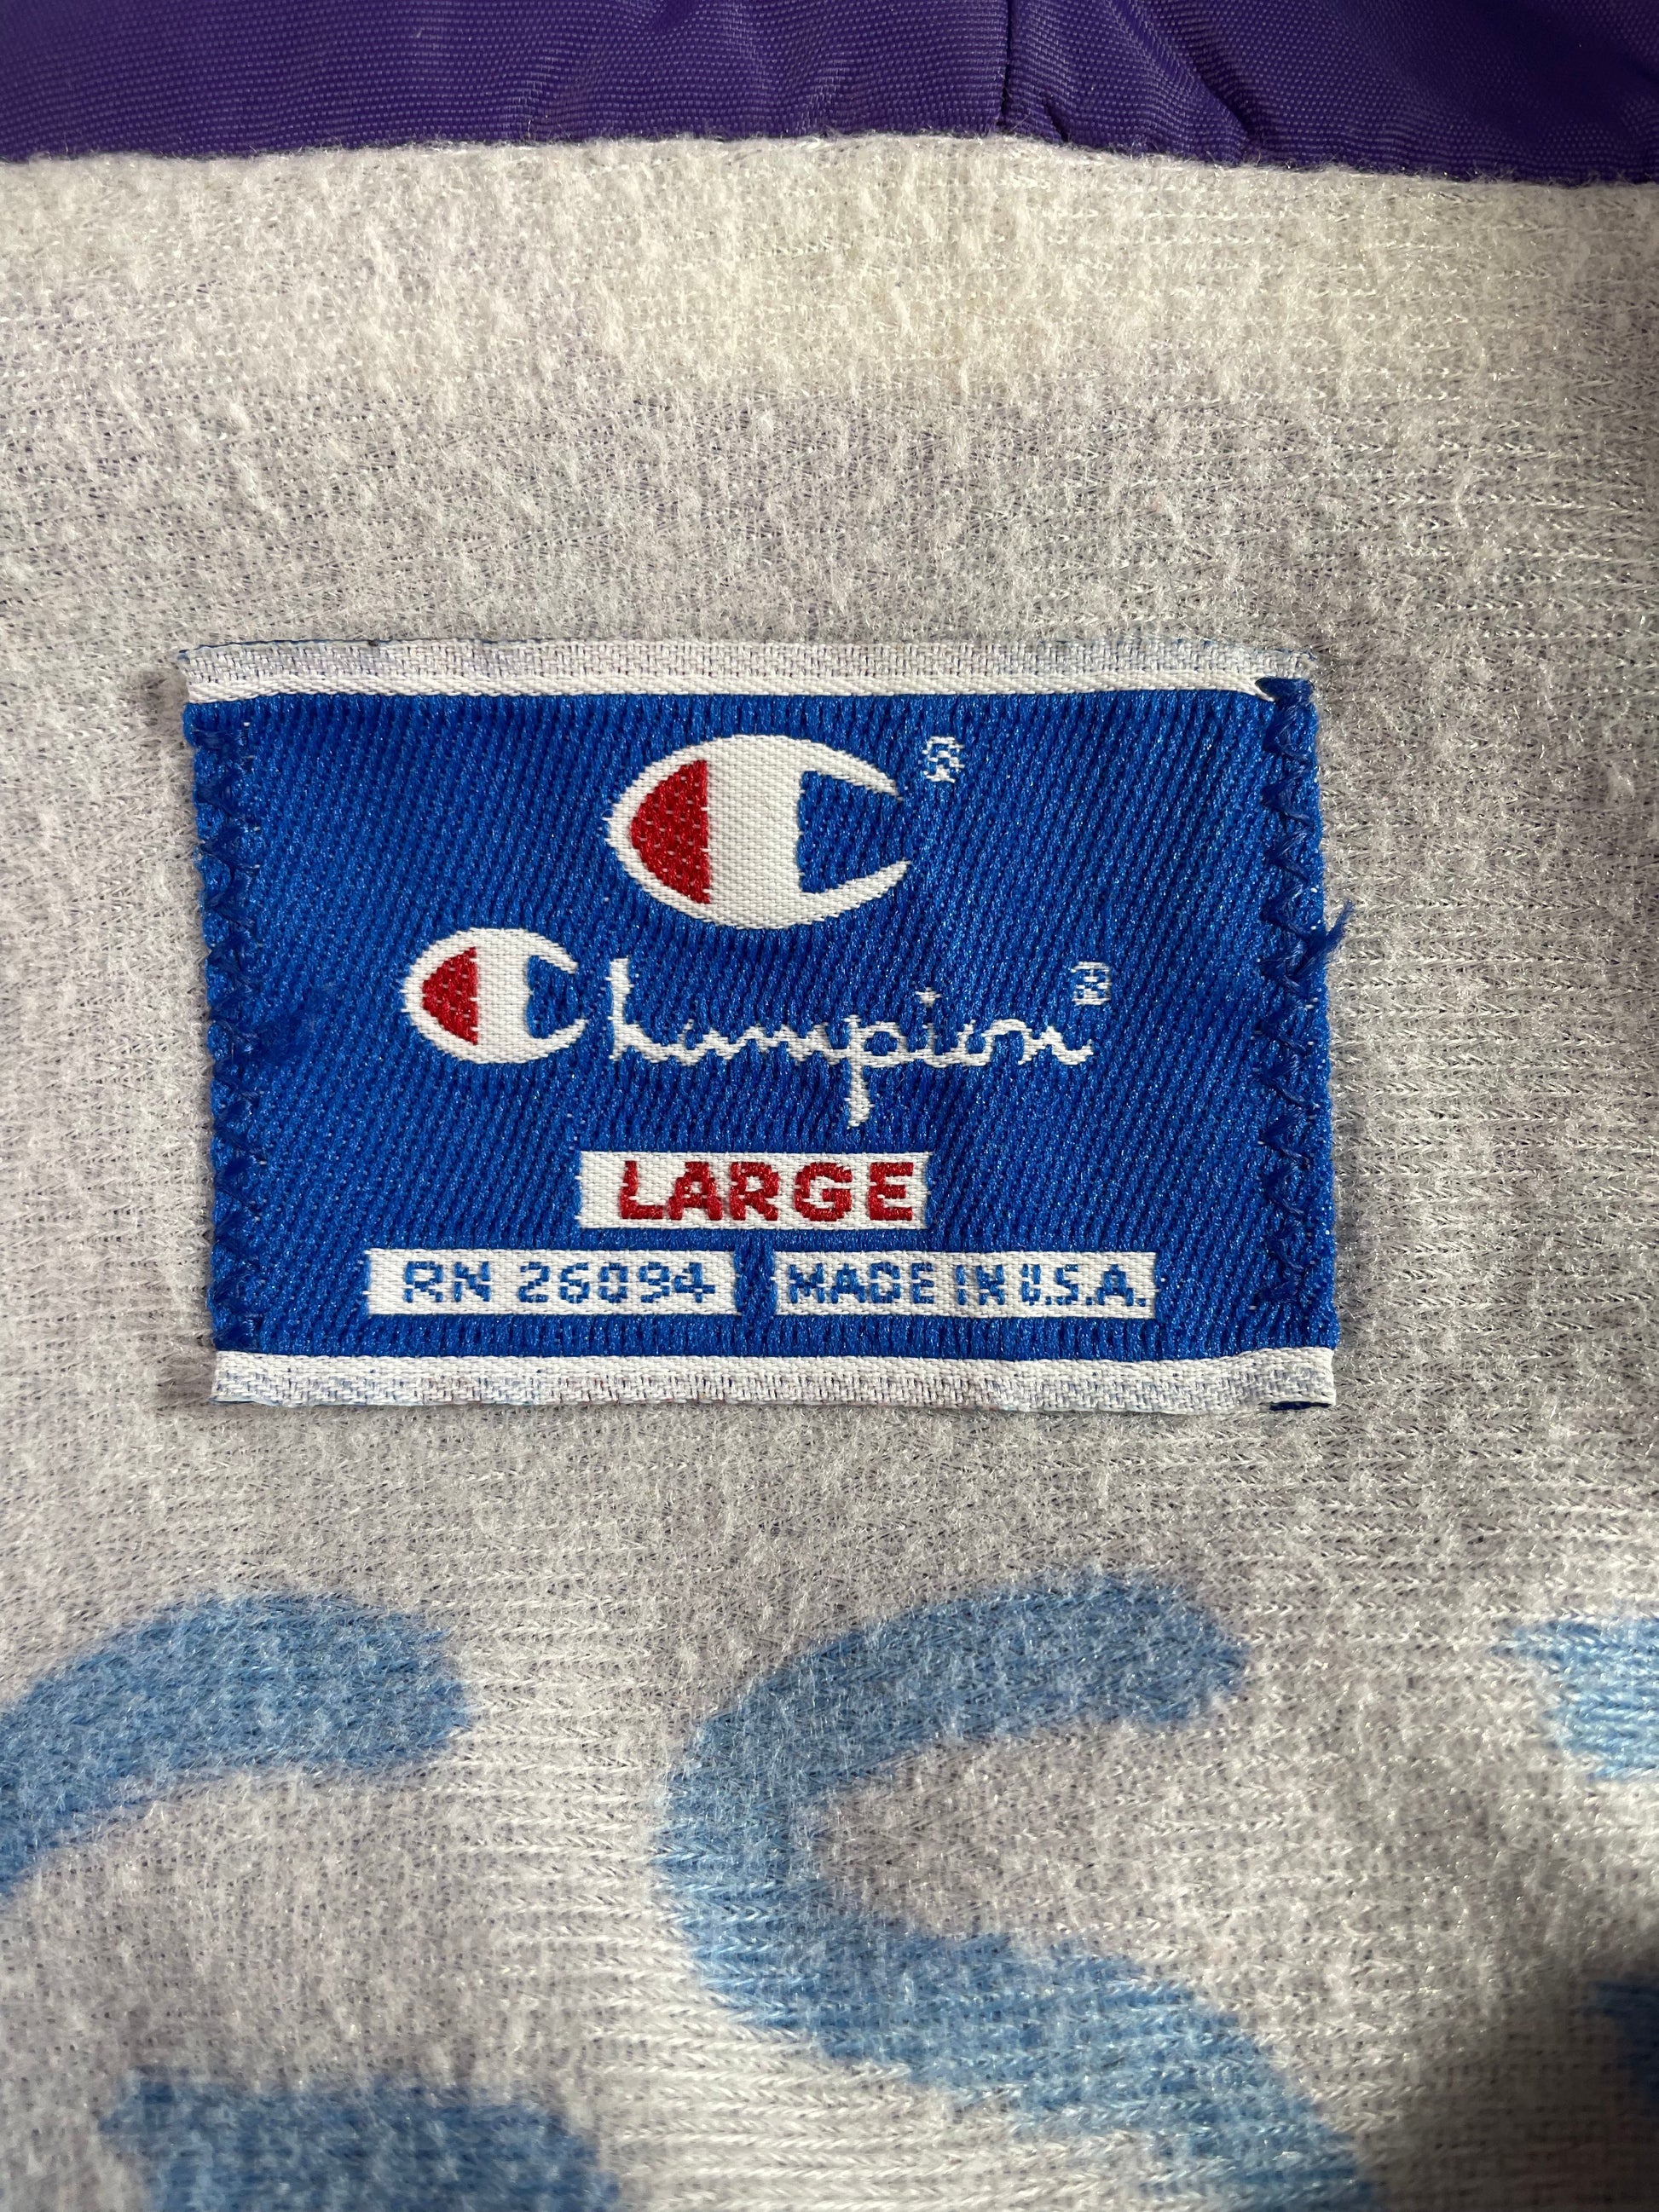 Champion®
LARGE
RN 26094 MADE IN U.S.A.